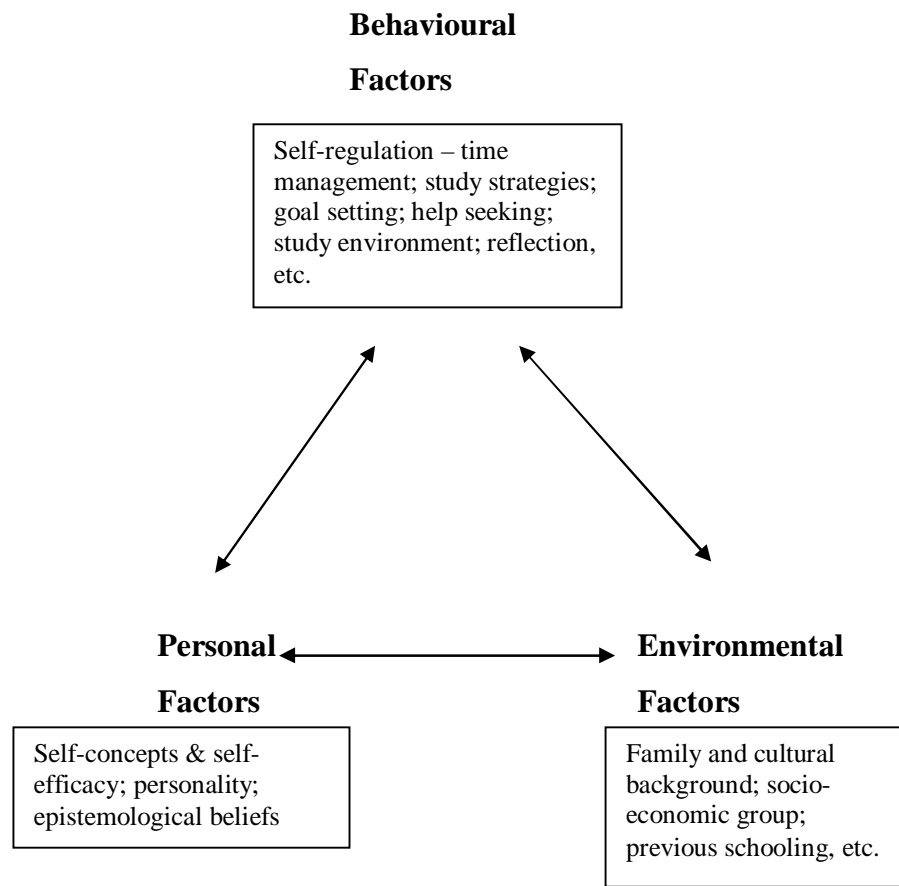 Behavioural
Factors
Self-regulation – time
management; study strategies;
goal setting; help seeking;
study environment; reflection,
etc.
Personal
Factors
Self-concepts & self-
efficacy; personality;
epistemological beliefs
Environmental
Factors
Family and cultural
background; socio-
economic group;
previous schooling, etc.